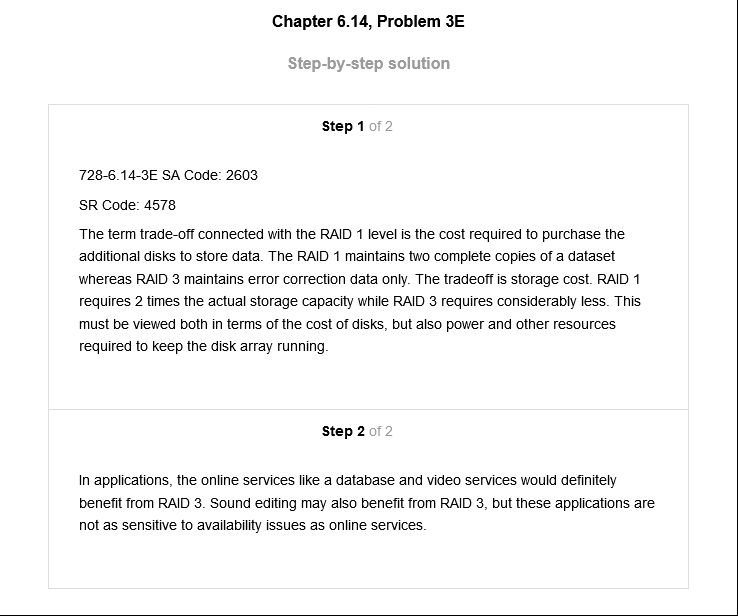 Chapter 6.14, Problem 3E
Step-by-step solution
Step 1 of 2
728-6.14-3E SA Code: 2603
SR Code: 4578
The term trade-off connected with the RAID 1 level is the cost required to purchase the
additional disks to store data. The RAID 1 maintains two complete copies of a dataset
whereas RAID 3 maintains error correction data only. The tradeoff is storage cost. RAID 1
requires 2 times the actual storage capacity while RAID 3 requires considerably less. This
must be viewed both in terms of the cost of disks, but also power and other resources
required to keep the disk array running.
Step 2 of 2
In applications, the online services like a database and video services would definitely
benefit from RAID 3. Sound editing may also benefit from RAID 3, but these applications are
not as sensitive to availability issues as online services.